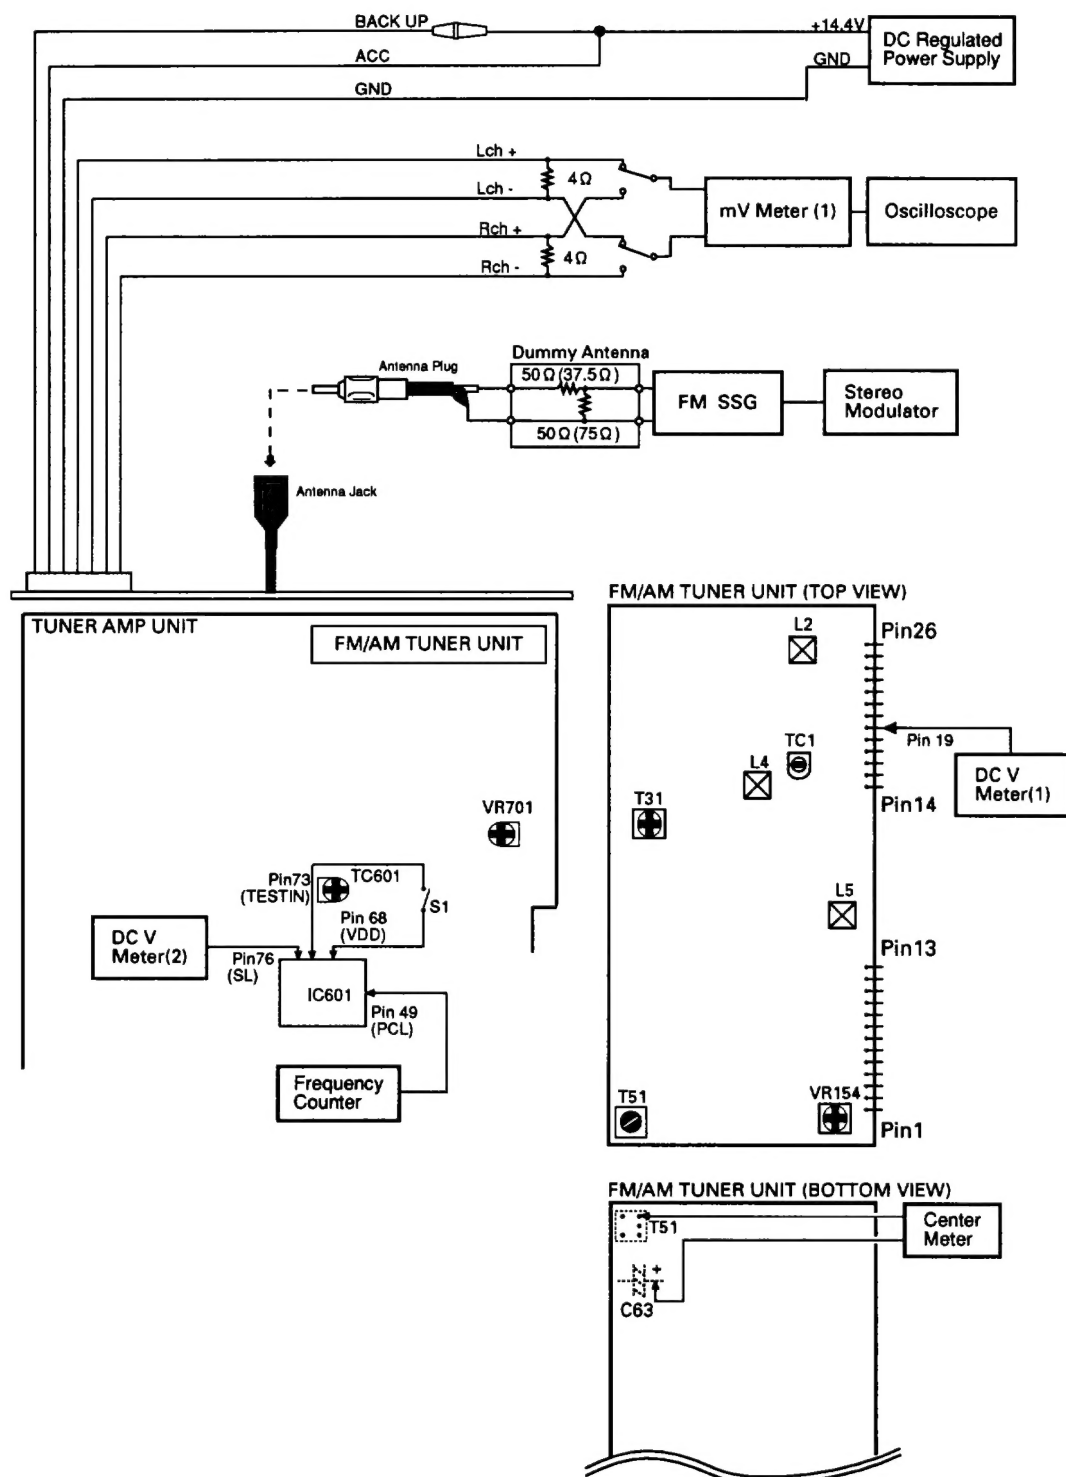 BACK UP
+14.4V
DC Regulated
Power Supply
ACC
GND
GND
Lch +
4Ω
Lch -
mV Meter (1)
Oscilloscope
Rch +
4Ω
Rch -
Dummy Antenna
Antenna Plug
50Ω(37.5Ω)
FM SSG
Stereo
Modulator
50Ω(75Ω)
Antenna Jack
TUNER AMP UNIT
FM/AM TUNER UNIT
VR701
Pin73
(TESTIN)
TC601
S1
Pin 68
(VDD)
DC V
Meter(2)
Pin76
(SL)
IC601
Pin 49
(PCL)
Frequency
Counter
FM/AM TUNER UNIT (TOP VIEW)
L2
Pin26
TC1
Pin 19
L4
DC V
Meter(1)
T31
Pin14
L5
Pin13
T51
VR154
Pin1
FM/AM TUNER UNIT (BOTTOM VIEW)
T51
Center
Meter
+
C63